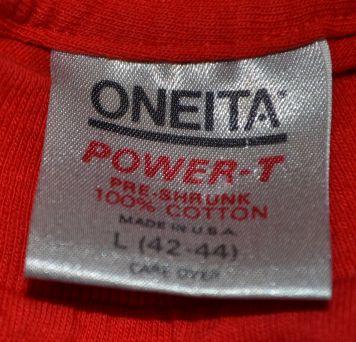 ONEITA
POWER-T
PRE-SHRUNK
100% COTTON
MADE IN U.S.A.
L (42-44)
CARE OVER